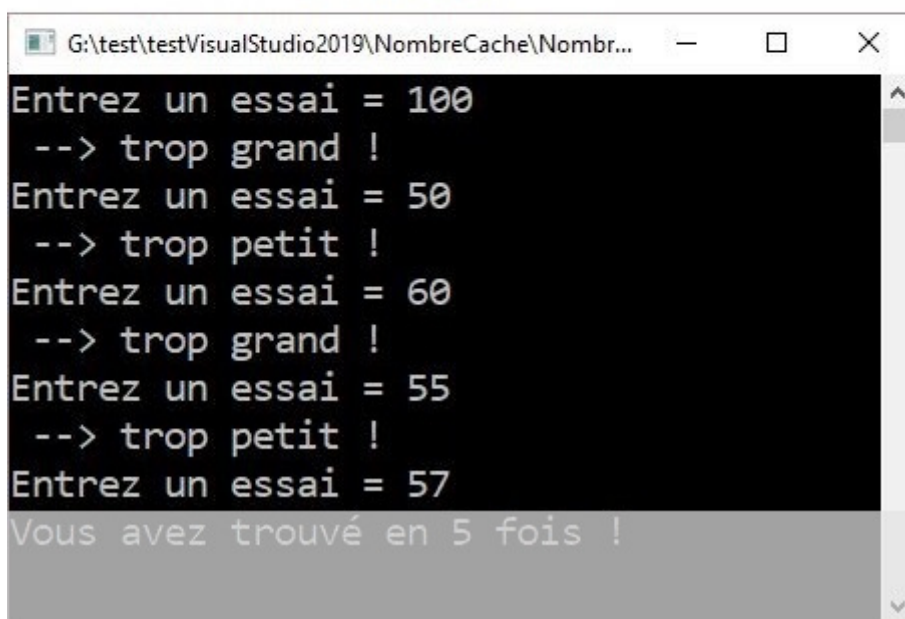 G:\test\testVisualStudio2019\NombreCache\Nombr...
Entrez un essai = 100
 --> trop grand !
Entrez un essai = 50
 --> trop petit !
Entrez un essai = 60
 --> trop grand !
Entrez un essai = 55
 --> trop petit !
Entrez un essai = 57
Vous avez trouvé en 5 fois !